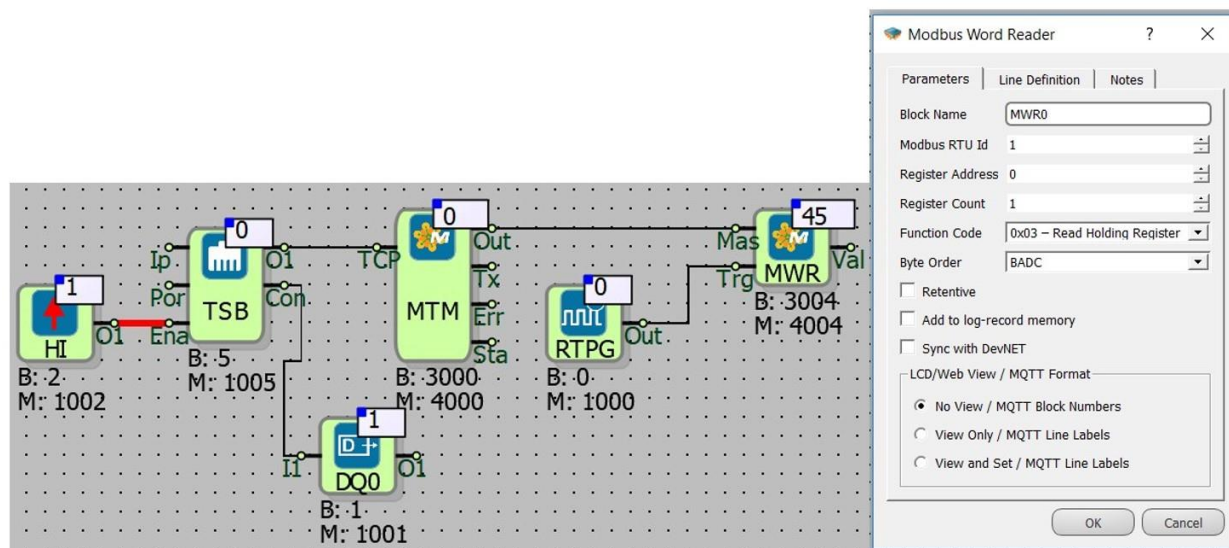 1
O1
HI
B: 2
M: 1002
0
Ip
O1
Por
Con
Ena
TSB
B: 5
M: 1005
1
I1
O1
DQ0
B: 1
M: 1001
0
TCP
Out
Tx
Err
Sta
MTM
B: 3000
M: 4000
0
Out
RTPG
B: 0
M: 1000
45
Mas
Val
Trg
MWR
B: 3004
M: 4004
Modbus Word Reader ? X
Parameters Line Definition Notes
Block Name MWR0
Modbus RTU Id 1
Register Address 0
Register Count 1
Function Code 0x03 – Read Holding Register
Byte Order BADC
Retentive
Add to log-record memory
Sync with DevNET
LCD/Web View / MQTT Format
No View / MQTT Block Numbers
View Only / MQTT Line Labels
View and Set / MQTT Line Labels
OK Cancel